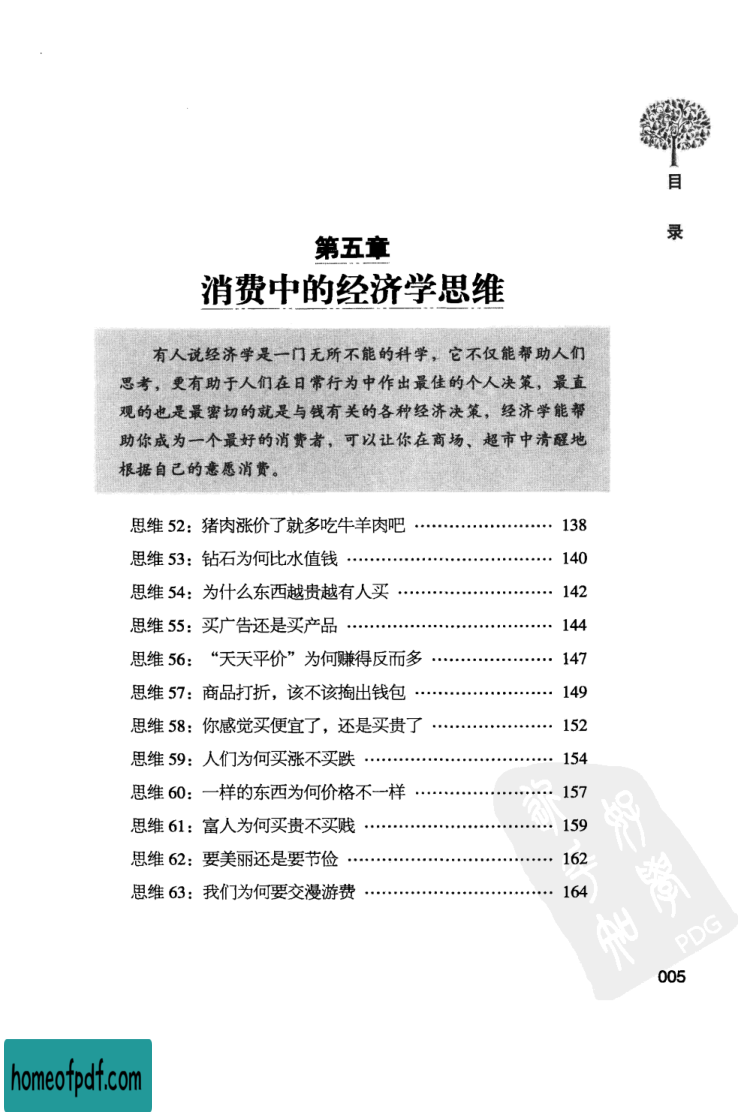 目
录
第五章
消费中的经济学思维
有人说经济学是一门无所不能的科学，它不仅能帮助人们
思考，更有助于人们在日常行为中作出最佳的个人决策，最直
观的也是最密切的就是与钱有关的各种经济决策，经济学能帮
助你成为一个最好的消费者，可以让你在商场、超市中清醒地
根据自己的意愿消费。
思维 52：猪肉涨价了就多吃牛羊肉吧 ························ 138
思维 53：钻石为何比水值钱 ···································· 140
思维 54：为什么东西越贵越有人买 ··························· 142
思维 55：买广告还是买产品 ···································· 144
思维 56：“天天平价”为何赚得反而多 ····················· 147
思维 57：商品打折，该不该掏出钱包 ························ 149
思维 58：你感觉买便宜了，还是买贵了 ····················· 152
思维 59：人们为何买涨不买跌 ································· 154
思维 60：一样的东西为何价格不一样 ························ 157
思维 61：富人为何买贵不买贱 ································· 159
思维 62：要美丽还是要节俭 ···································· 162
思维 63：我们为何要交漫游费 ································· 164
PDG
005
homeofpdf.com